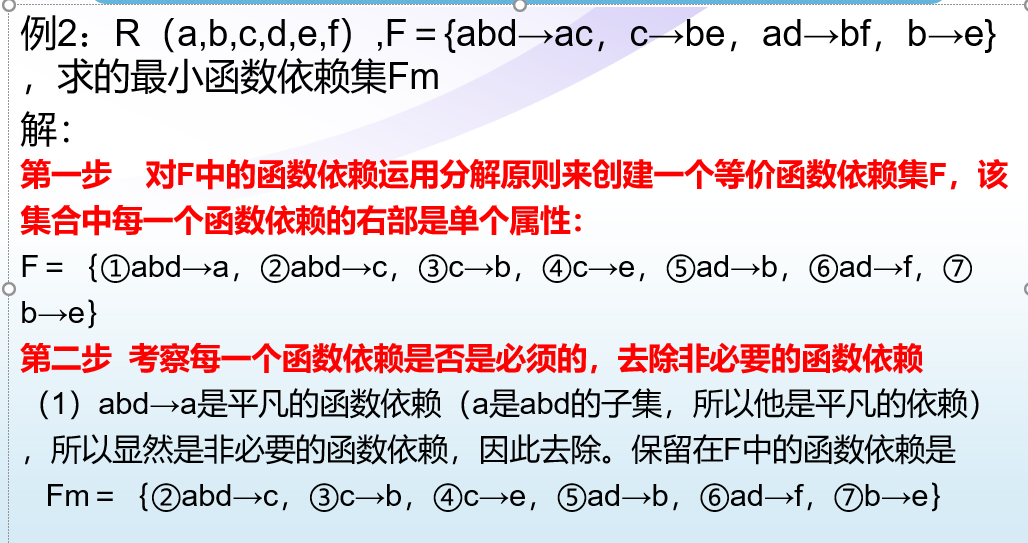 例2：R（a,b,c,d,e,f）,F＝{abd→ac，c→be，ad→bf，b→e}
，求的最小函数依赖集Fm
解：
第一步 对F中的函数依赖运用分解原则来创建一个等价函数依赖集F，该
集合中每一个函数依赖的右部是单个属性：
F＝｛①abd→a，②abd→c，③c→b，④c→e，⑤ad→b，⑥ad→f，⑦
b→e}
第二步 考察每一个函数依赖是否是必须的，去除非必要的函数依赖
（1）abd→a是平凡的函数依赖（a是abd的子集，所以他是平凡的依赖）
，所以显然是非必要的函数依赖，因此去除。保留在F中的函数依赖是
Fm＝｛②abd→c，③c→b，④c→e，⑤ad→b，⑥ad→f，⑦b→e}